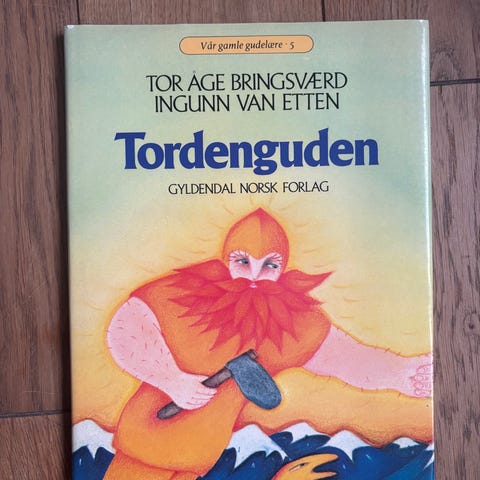 Vår gamle gudelære · 5
TOR ÅGE BRINGSVÆRD
INGUNN VAN ETTEN
Tordenguden
GYLDENDAL NORSK FORLAG